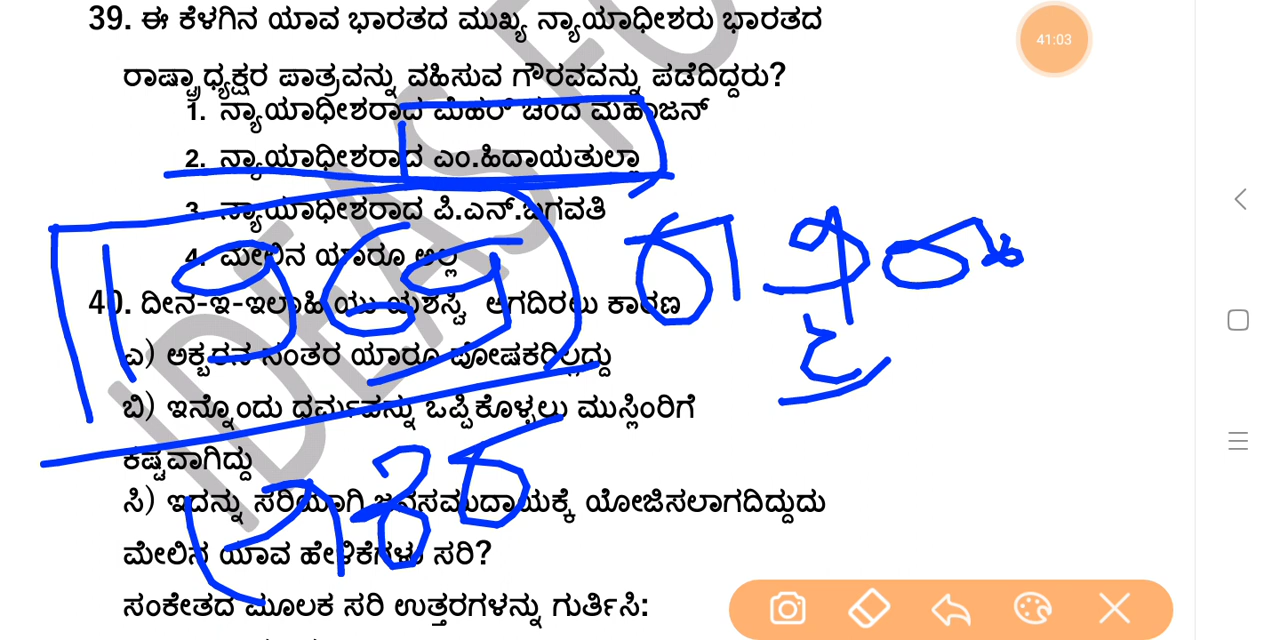 39. ಈ ಕೆಳಗಿನ ಯಾವ ಭಾರತದ ಮುಖ್ಯ ನ್ಯಾಯಾಧೀಶರು ಭಾರತದ
41:03
ರಾಷ್ಟ್ರಾಧ್ಯಕ್ಷರ ಪಾತ್ರವನ್ನು ವಹಿಸುವ ಗೌರವವನ್ನು ಪಡೆದಿದ್ದರು?
1. ನ್ಯಾಯಾಧೀಶರಾದ ಮೆಹರ್ ಚಂದ ಮಹಾಜನ್
2. ನ್ಯಾಯಾಧೀಶರಾದ ಎಂ.ಹಿದಾಯತುಲ್ಲಾ
3. ನ್ಯಾಯಾಧೀಶರಾದ ಪಿ.ಎನ್.ಬಗವತಿ
4. ಮೇಲಿನ ಯಾರೂ ಅಲ್ಲ
40. ದೀನ-ಇ-ಇಲಾಹಿಯು ಯಶಸ್ವಿ ಆಗದಿರಲು ಕಾರಣ
ಎ) ಅಕ್ಬರನ ನಂತರ ಯಾರೂ ಪೋಷಕರಿಲ್ಲದ್ದು
ಬಿ) ಇನ್ನೊಂದು ಧರ್ಮವನ್ನು ಒಪ್ಪಿಕೊಳ್ಳಲು ಮುಸ್ಲಿಂರಿಗೆ
ಕಷ್ಟವಾಗಿದ್ದು
ಸಿ) ಇದನ್ನು ಸರಿಯಾಗಿ ಜನಸಮುದಾಯಕ್ಕೆ ಯೋಜಿಸಲಾಗದಿದ್ದುದು
ಮೇಲಿನ ಯಾವ ಹೇಳಿಕೆಗಳು ಸರಿ?
ಸಂಕೇತದ ಮೂಲಕ ಸರಿ ಉತ್ತರಗಳನ್ನು ಗುರ್ತಿಸಿ: